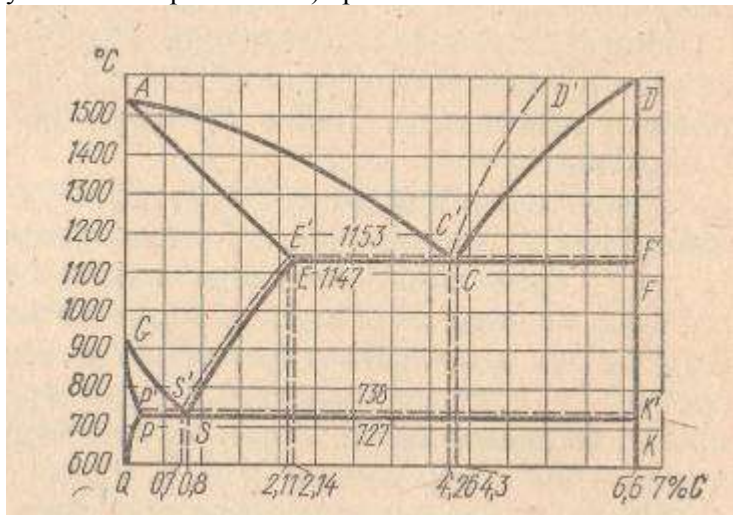 °C
A
D'
D
1500
1400
1300
1200
E'
1153
C'
F'
1100
E
1147
C
F
1000
G
900
800
P'
S'
738
K'
700
P
S
727
K
600
Q
0,7
0,8
2,11
2,14
4,26
4,3
6,67%C